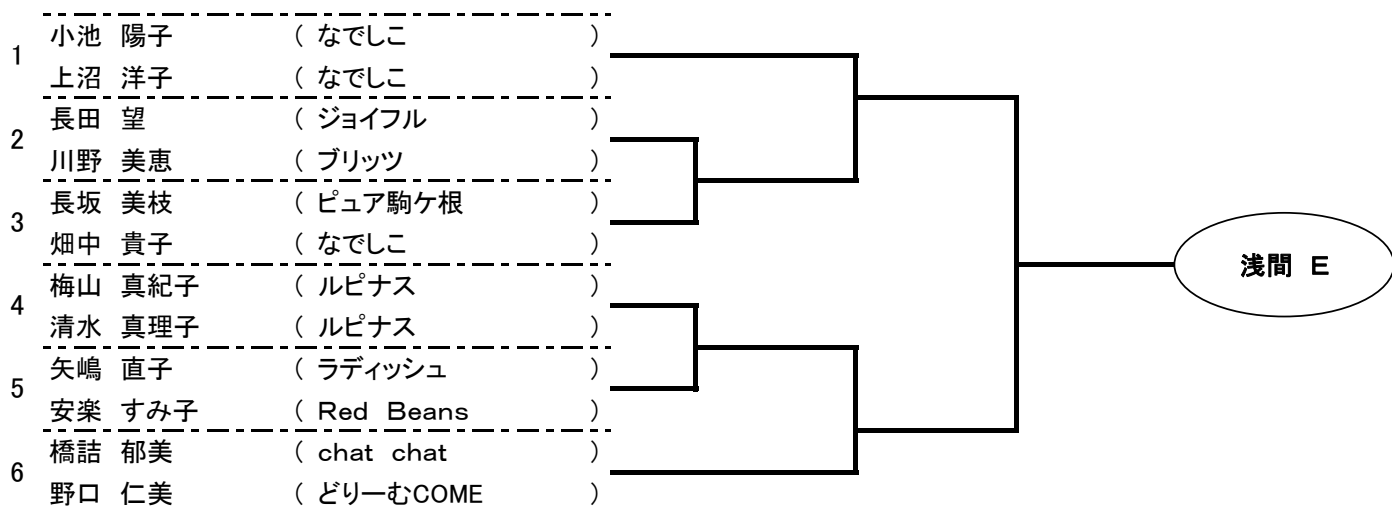 1
小池 陽子 ( なでしこ )
上沼 洋子 ( なでしこ )
2
長田 望 ( ジョイフル )
川野 美恵 ( ブリッツ )
3
長坂 美枝 ( ピュア駒ケ根 )
畑中 貴子 ( なでしこ )
4
梅山 真紀子 ( ルピナス )
清水 真理子 ( ルピナス )
5
矢嶋 直子 ( ラディッシュ )
安楽 すみ子 ( Red Beans )
6
橋詰 郁美 ( chat chat )
野口 仁美 ( どりーむCOME )
浅間 E